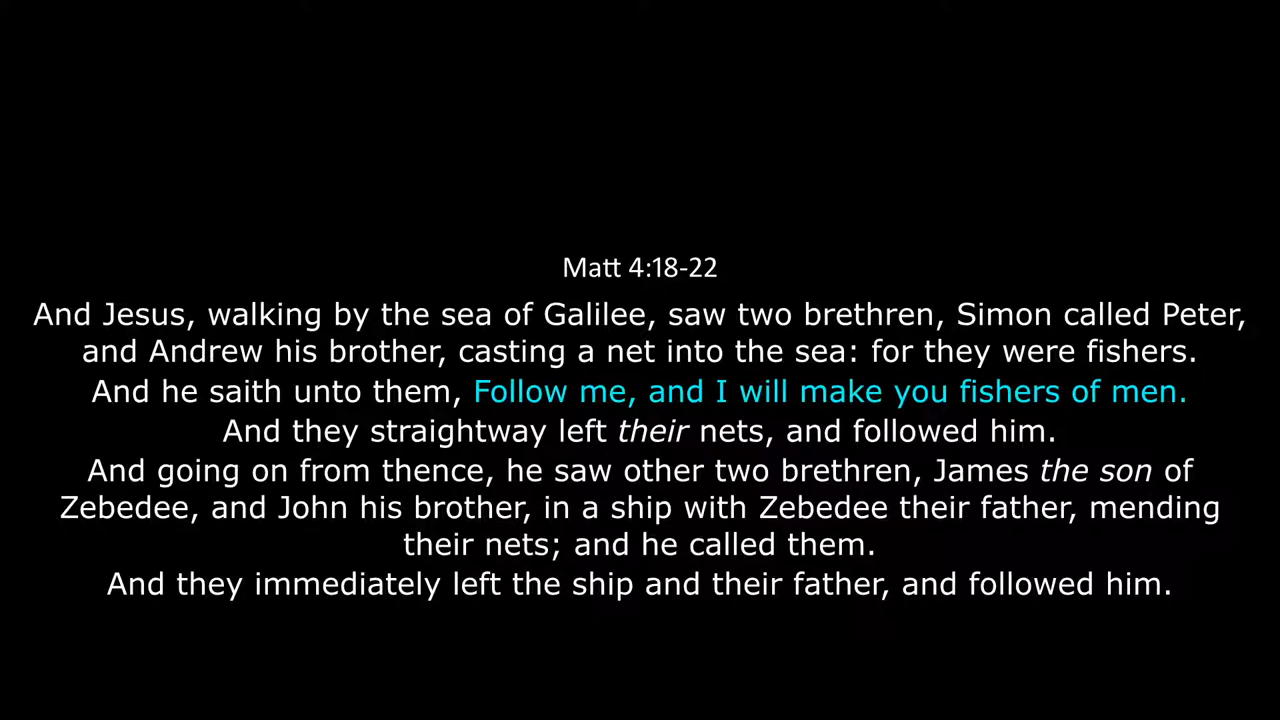 Matt 4:18-22
And Jesus, walking by the sea of Galilee, saw two brethren, Simon called Peter,
and Andrew his brother, casting a net into the sea: for they were fishers.
And he saith unto them, Follow me, and I will make you fishers of men.
And they straightway left their nets, and followed him.
And going on from thence, he saw other two brethren, James the son of
Zebedee, and John his brother, in a ship with Zebedee their father, mending
their nets; and he called them.
And they immediately left the ship and their father, and followed him.